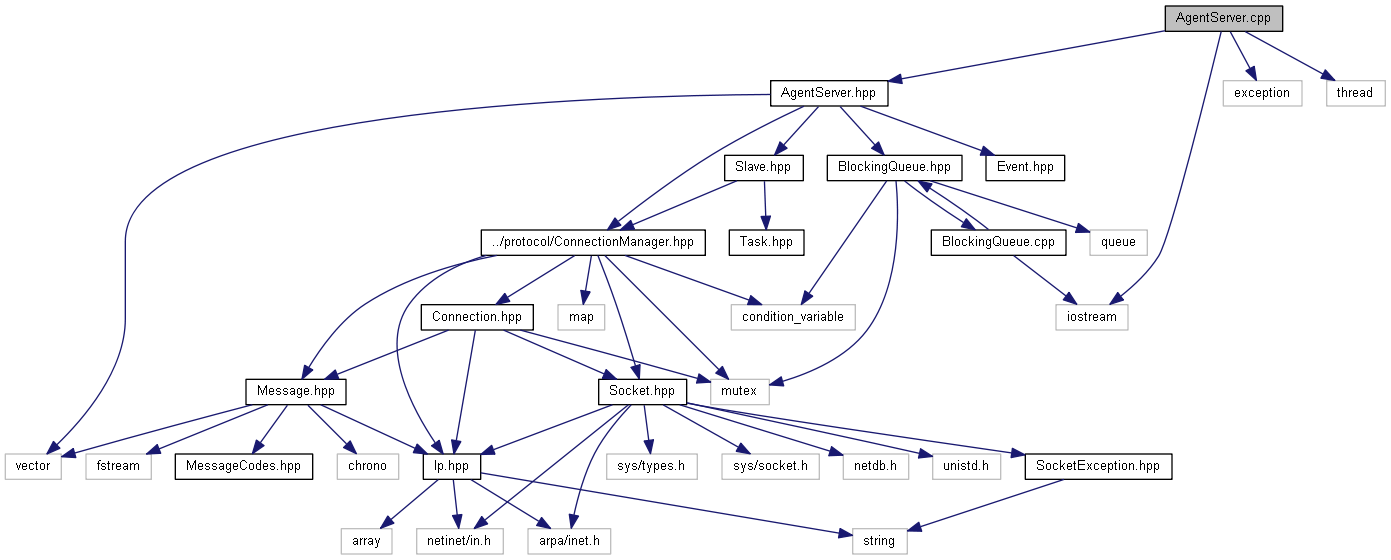 AgentServer.cpp
AgentServer.hpp
exception
thread
Slave.hpp
BlockingQueue.hpp
Event.hpp
../protocol/ConnectionManager.hpp
Task.hpp
BlockingQueue.cpp
queue
Connection.hpp
map
condition_variable
iostream
Message.hpp
Socket.hpp
mutex
vector
fstream
MessageCodes.hpp
chrono
Ip.hpp
sys/types.h
sys/socket.h
netdb.h
unistd.h
SocketException.hpp
array
netinet/in.h
arpa/inet.h
string